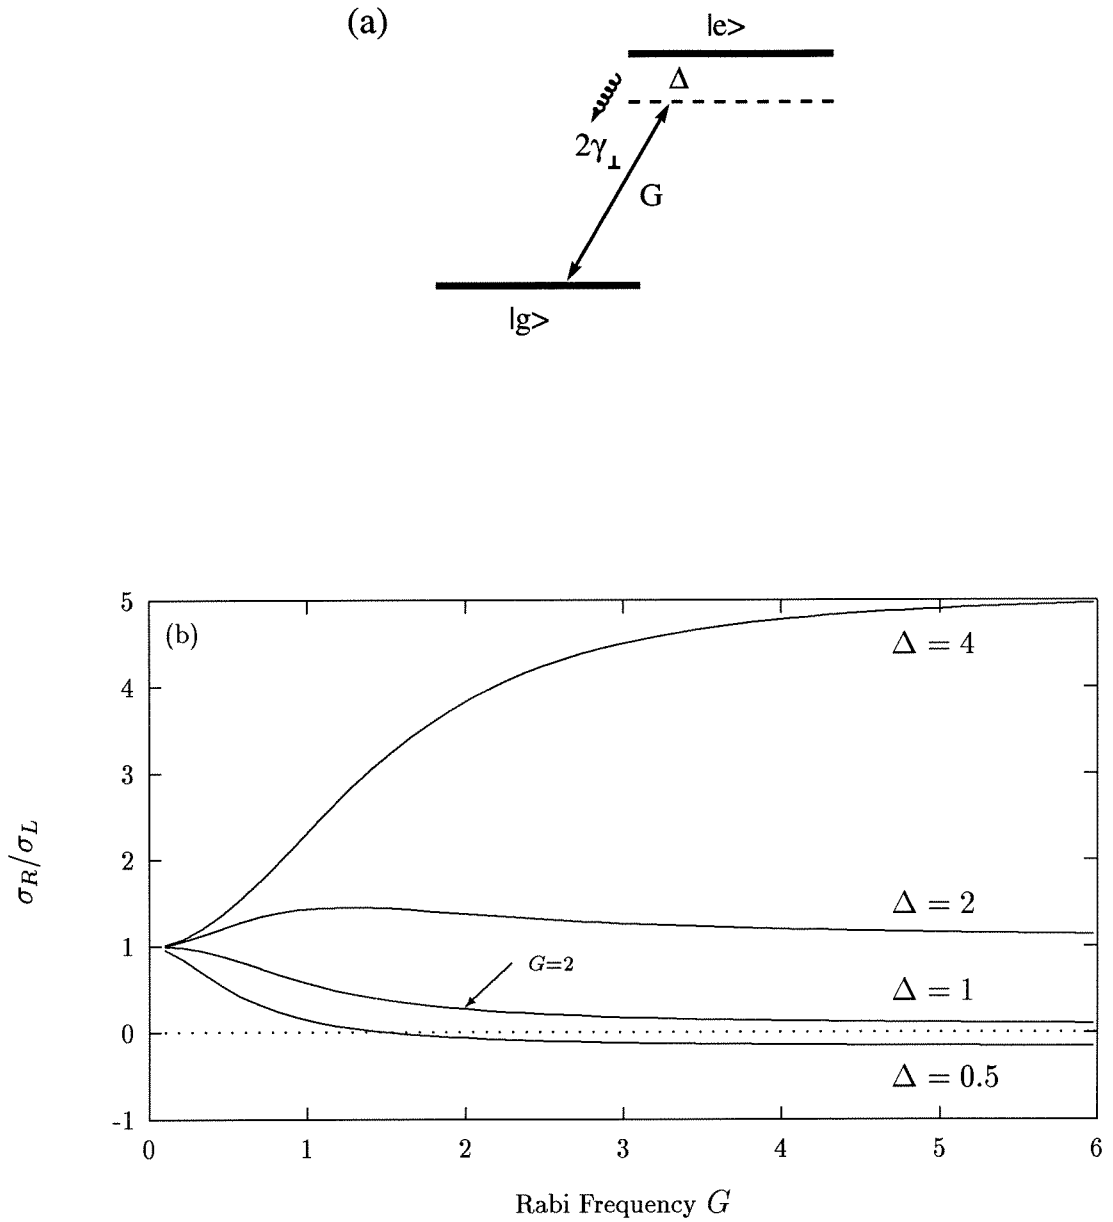 (a)
|e>
Δ
2γ⊥
G
|g>
5
(b)
Δ = 4
4
3
σR/σL
2
Δ = 2
1
G=2
Δ = 1
0
Δ = 0.5
-1
0 1 2 3 4 5 6
Rabi Frequency G